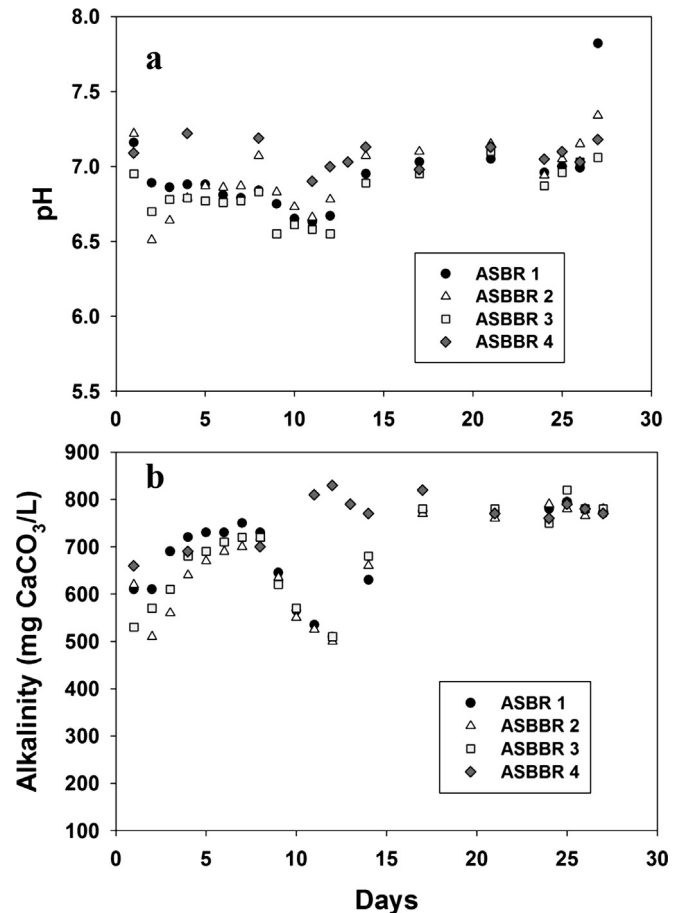 8.0
a
7.5
7.0
pH
6.5
ASBR 1
ASBBR 2
6.0
ASBBR 3
ASBBR 4
5.5
0 5 10 15 20 25 30
900
b
800
700
600
500
Alkalinity (mg CaCO3/L)
400
ASBR 1
300
ASBBR 2
ASBBR 3
200
ASBBR 4
100
0 5 10 15 20 25 30
Days